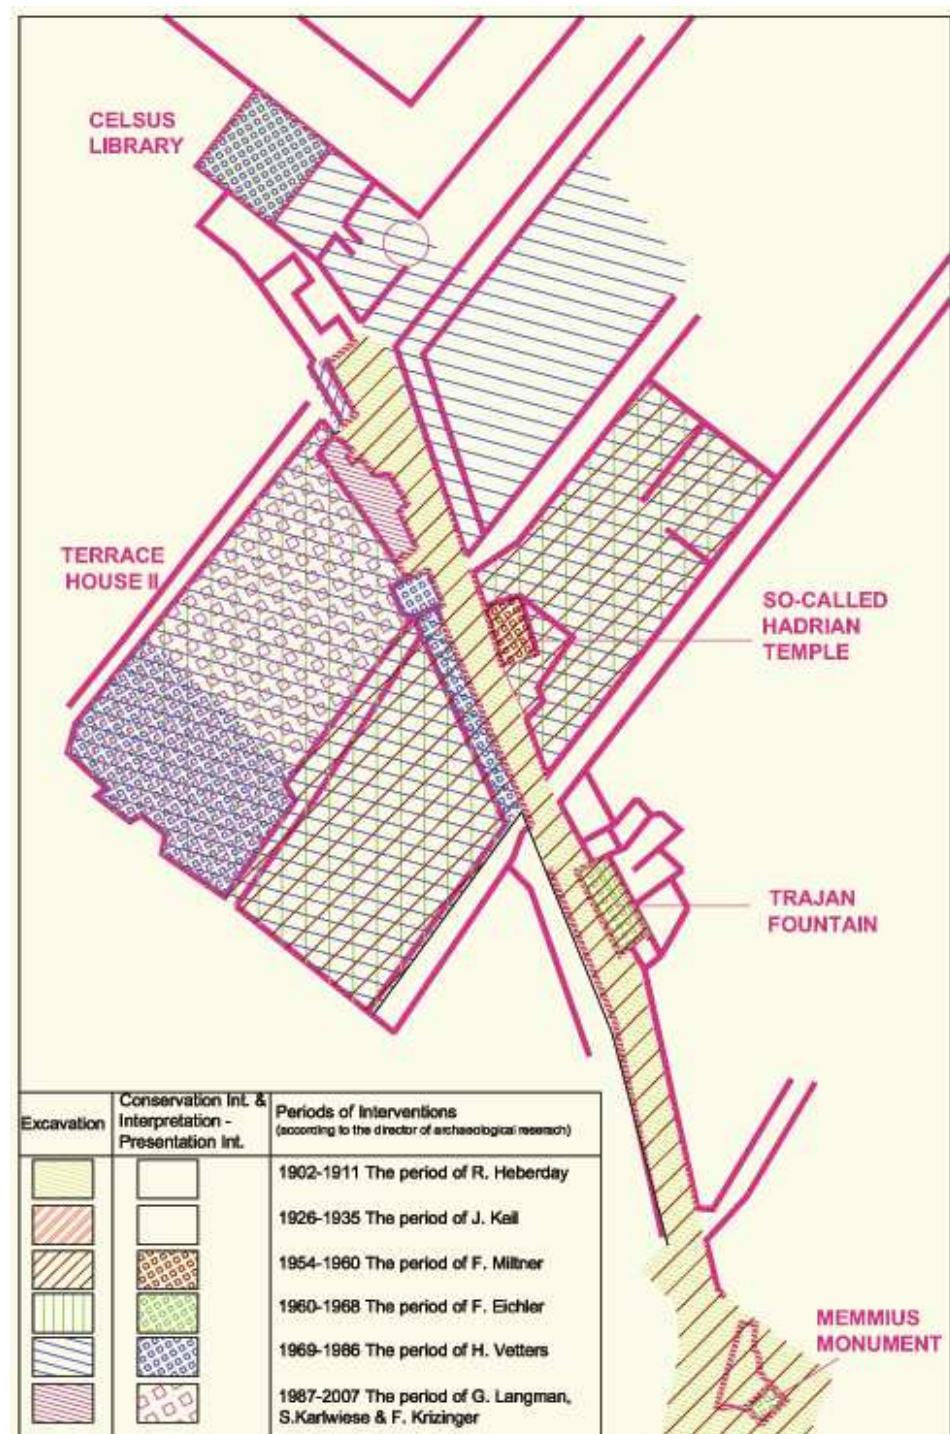 CELSUS
LIBRARY
TERRACE
HOUSE II
SO-CALLED
HADRIAN
TEMPLE
TRAJAN
FOUNTAIN
MEMMIUS
MONUMENT
Excavation
Conservation Int. &
Interpretation -
Presentation Int.
Periods of Interventions
(according to the director of archaeological reserach)
1902-1911 The period of R. Heberday
1926-1935 The period of J. Keil
1954-1960 The period of F. Miltner
1960-1968 The period of F. Eichler
1969-1986 The period of H. Vetters
1987-2007 The period of G. Langman,
S.Karlwiese & F. Krizinger